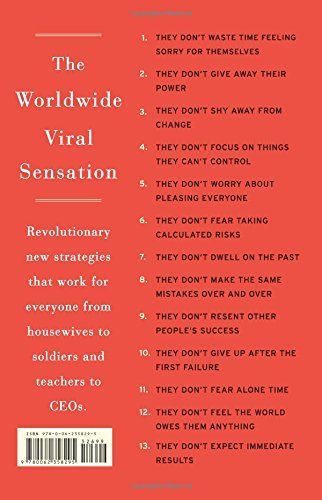 The
Worldwide
Viral
Sensation
Revolutionary
new strategies
that work for
everyone from
housewives to
soldiers and
teachers to
CEOs.
1. THEY DON'T WASTE TIME FEELING
SORRY FOR THEMSELVES
2. THEY DON'T GIVE AWAY THEIR
POWER
3. THEY DON'T SHY AWAY FROM
CHANGE
4. THEY DON'T FOCUS ON THINGS
THEY CAN'T CONTROL
5. THEY DON'T WORRY ABOUT
PLEASING EVERYONE
6. THEY DON'T FEAR TAKING
CALCULATED RISKS
7. THEY DON'T DWELL ON THE PAST
8. THEY DON'T MAKE THE SAME
MISTAKES OVER AND OVER
9. THEY DON'T RESENT OTHER
PEOPLE'S SUCCESS
10. THEY DON'T GIVE UP AFTER THE
FIRST FAILURE
11. THEY DON'T FEAR ALONE TIME
12. THEY DON'T FEEL THE WORLD
OWES THEM ANYTHING
13. THEY DON'T EXPECT IMMEDIATE
RESULTS
ISBN 978-0-06-235829-5
52699
9780062358295